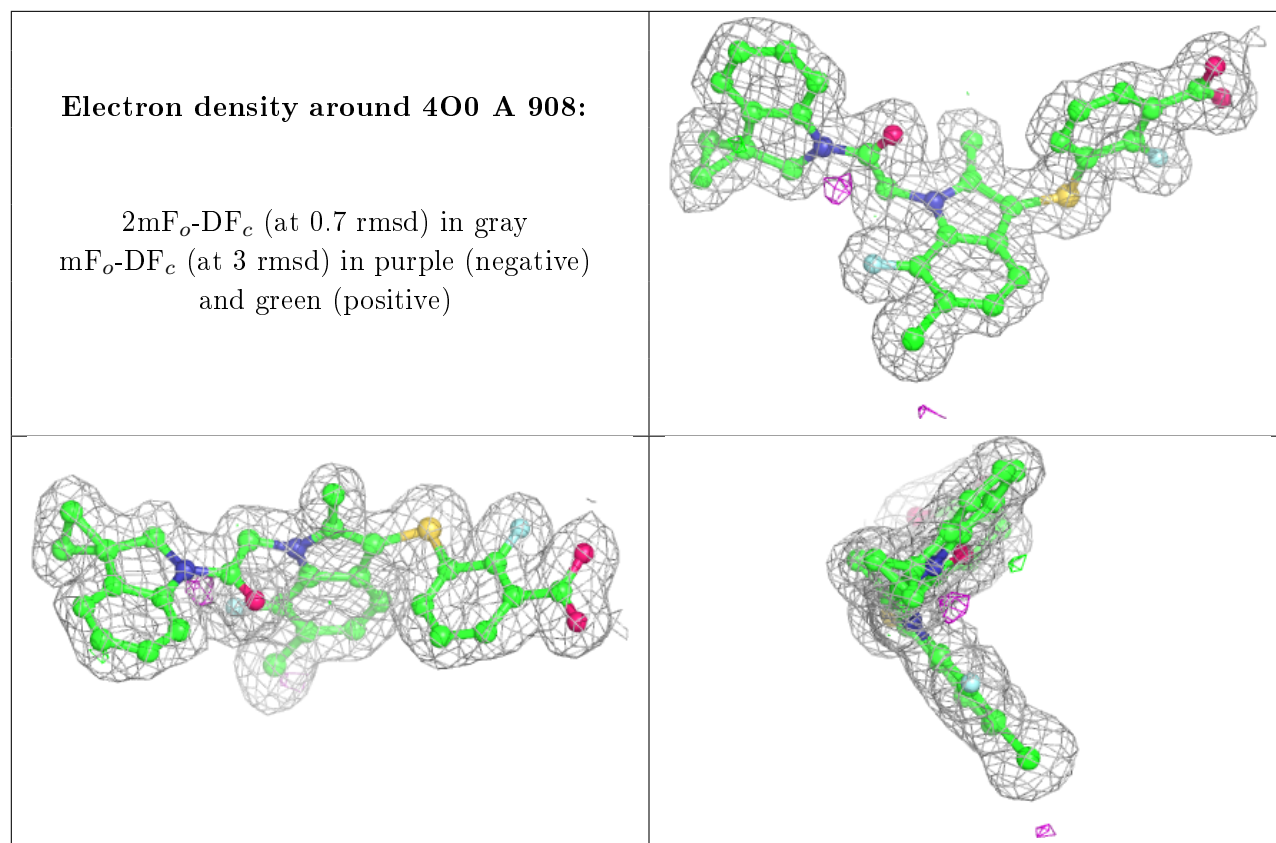 Electron density around 4O0 A 908:
2mFo-DFc (at 0.7 rmsd) in gray
mFo-DFc (at 3 rmsd) in purple (negative)
and green (positive)